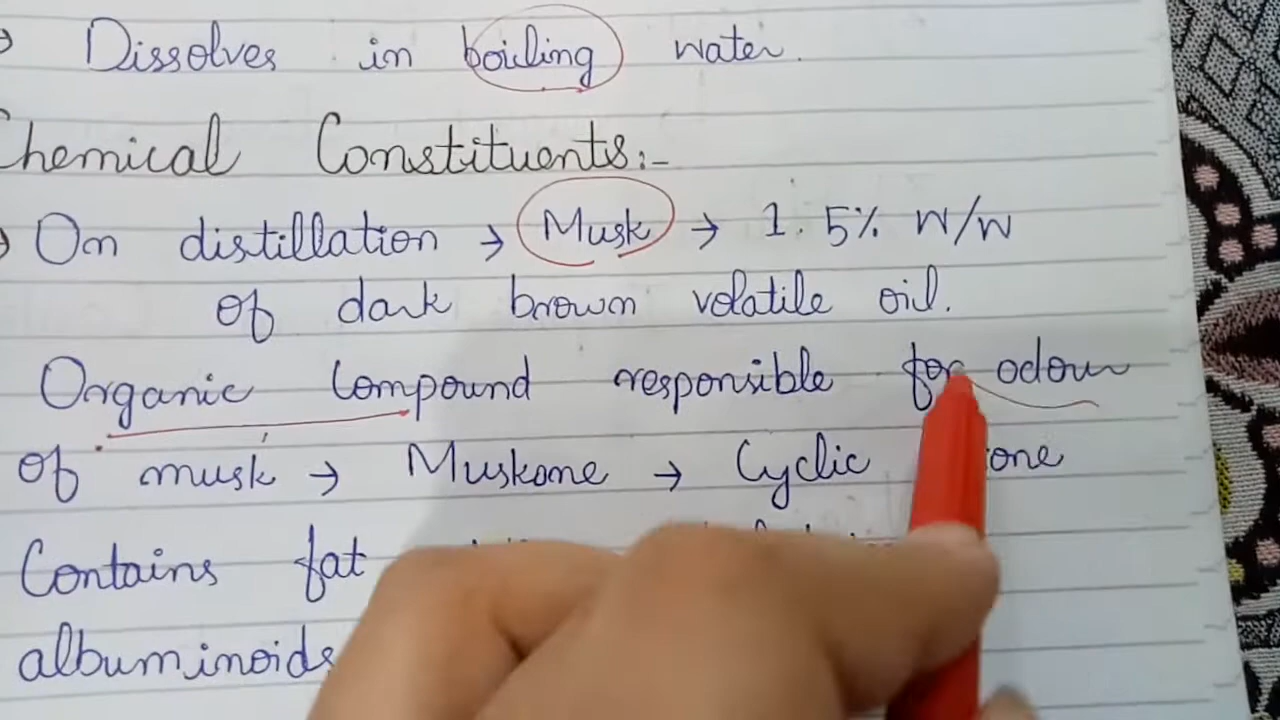 Dissolves in boiling water.
Chemical Constituents:-
On distillation → Musk → 1.5% W/W
of dark brown volatile oil.
Organic Compound responsible for odour
of musk → Muskone → Cyclic
Contains fat
albuminoids